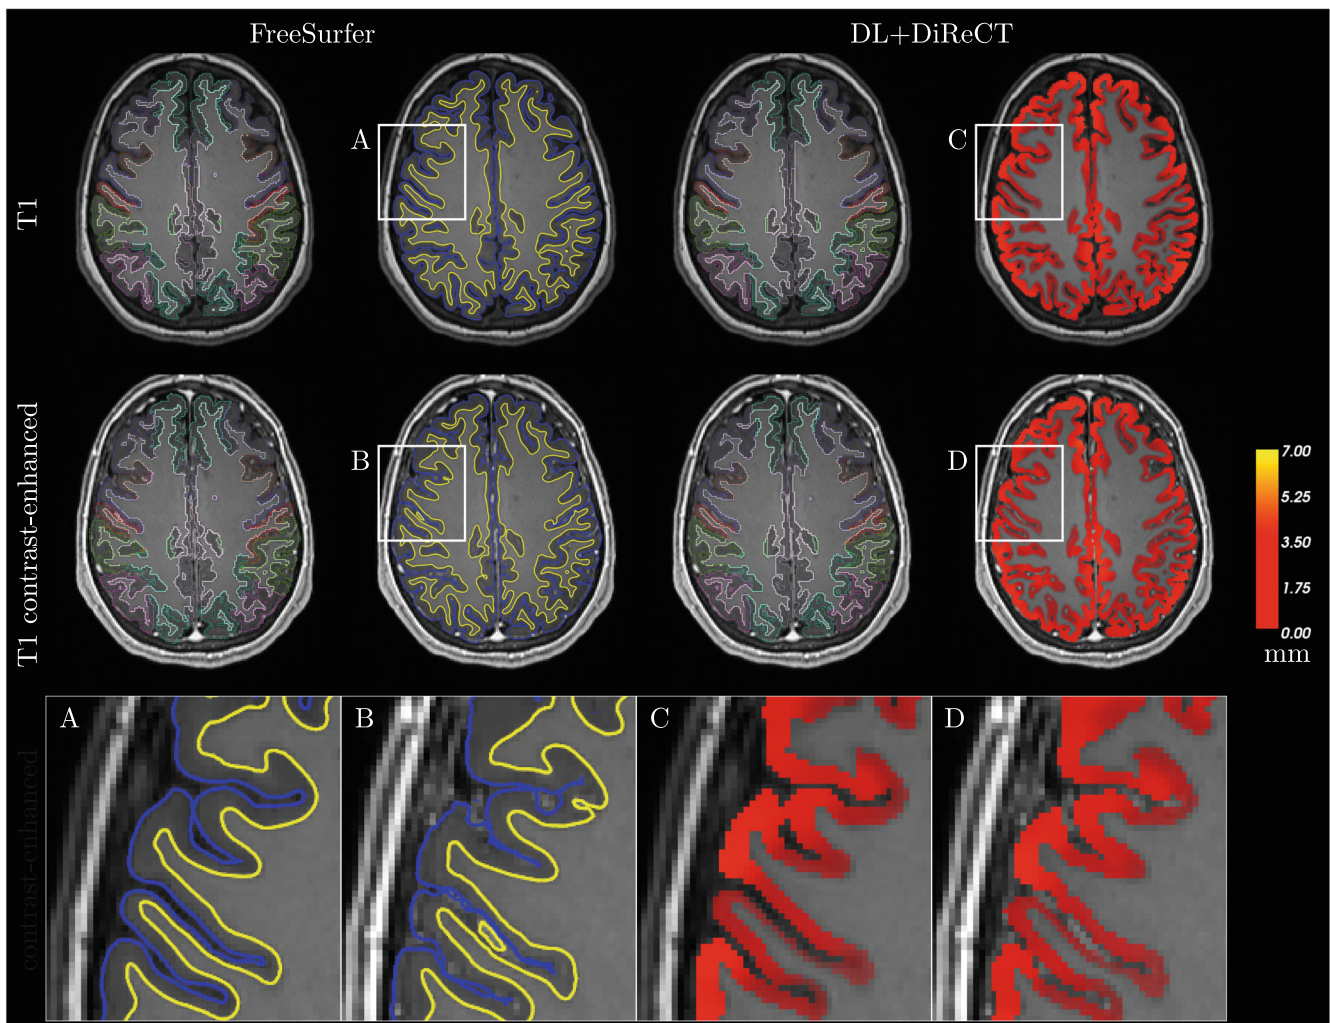 FreeSurfer
DL+DiReCT
T1
A
C
T1 contrast-enhanced
B
D
7.00
5.25
3.50
1.75
0.00
mm
contrast-enhanced
A
B
C
D